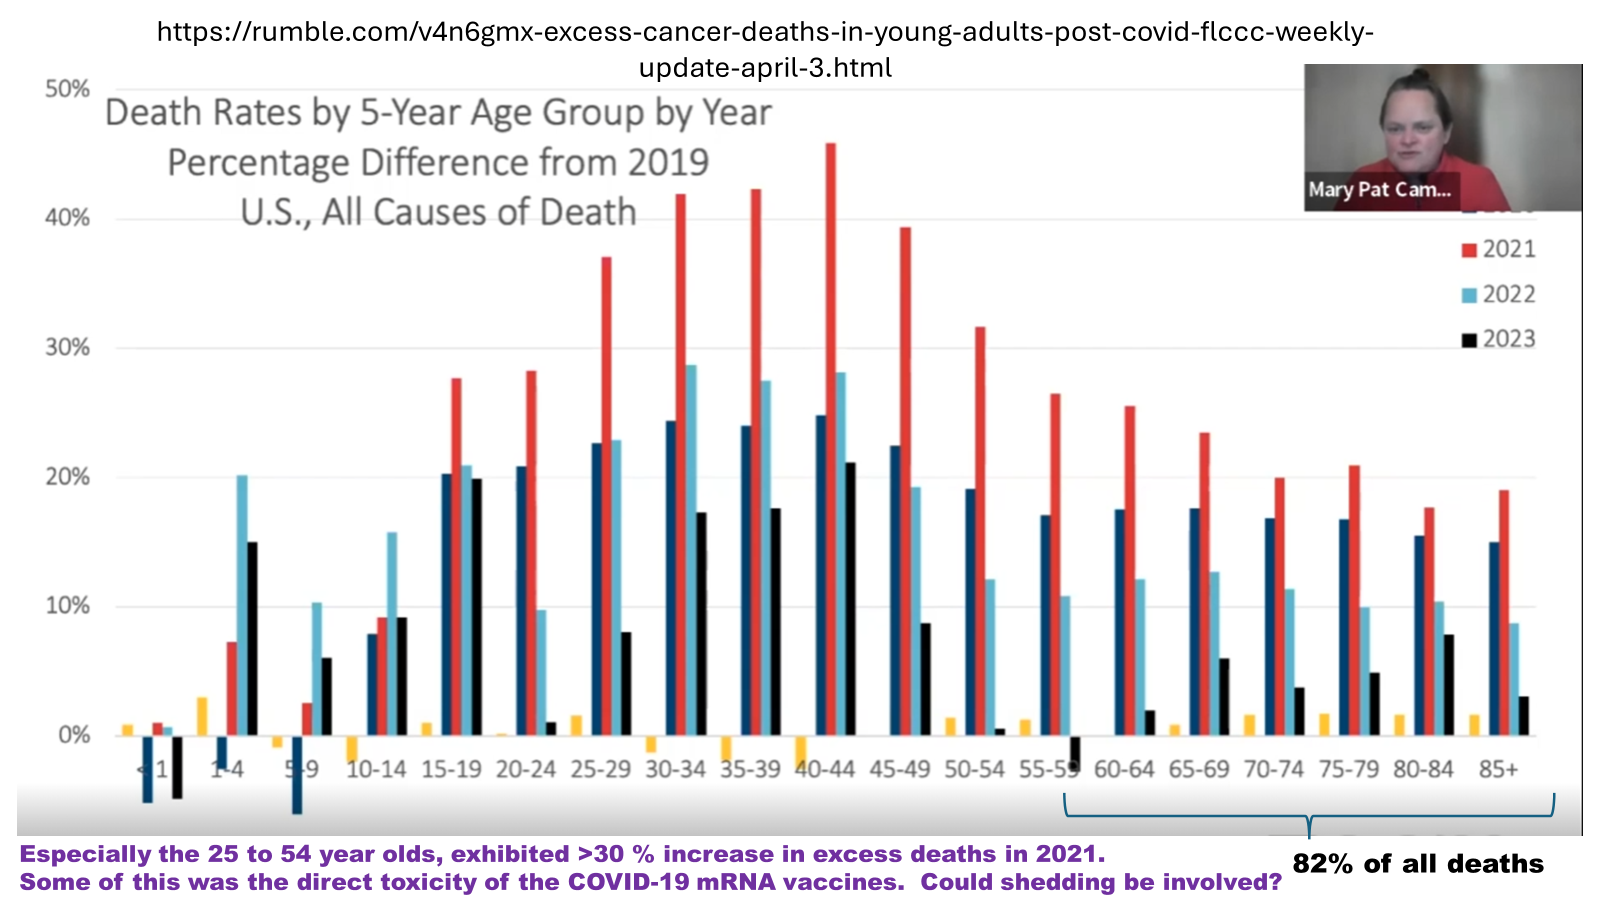 https://rumble.com/v4n6gmx-excess-cancer-deaths-in-young-adults-post-covid-flccc-weekly-
update-april-3.html
50%
Death Rates by 5-Year Age Group by Year
Percentage Difference from 2019
U.S., All Causes of Death
Mary Pat Cam...
40%
2021
2022
30%
2023
20%
10%
0%
< 1 1-4 5-9 10-14 15-19 20-24 25-29 30-34 35-39 40-44 45-49 50-54 55-59 60-64 65-69 70-74 75-79 80-84 85+
Especially the 25 to 54 year olds, exhibited >30 % increase in excess deaths in 2021.
82% of all deaths
Some of this was the direct toxicity of the COVID-19 mRNA vaccines. Could shedding be involved?